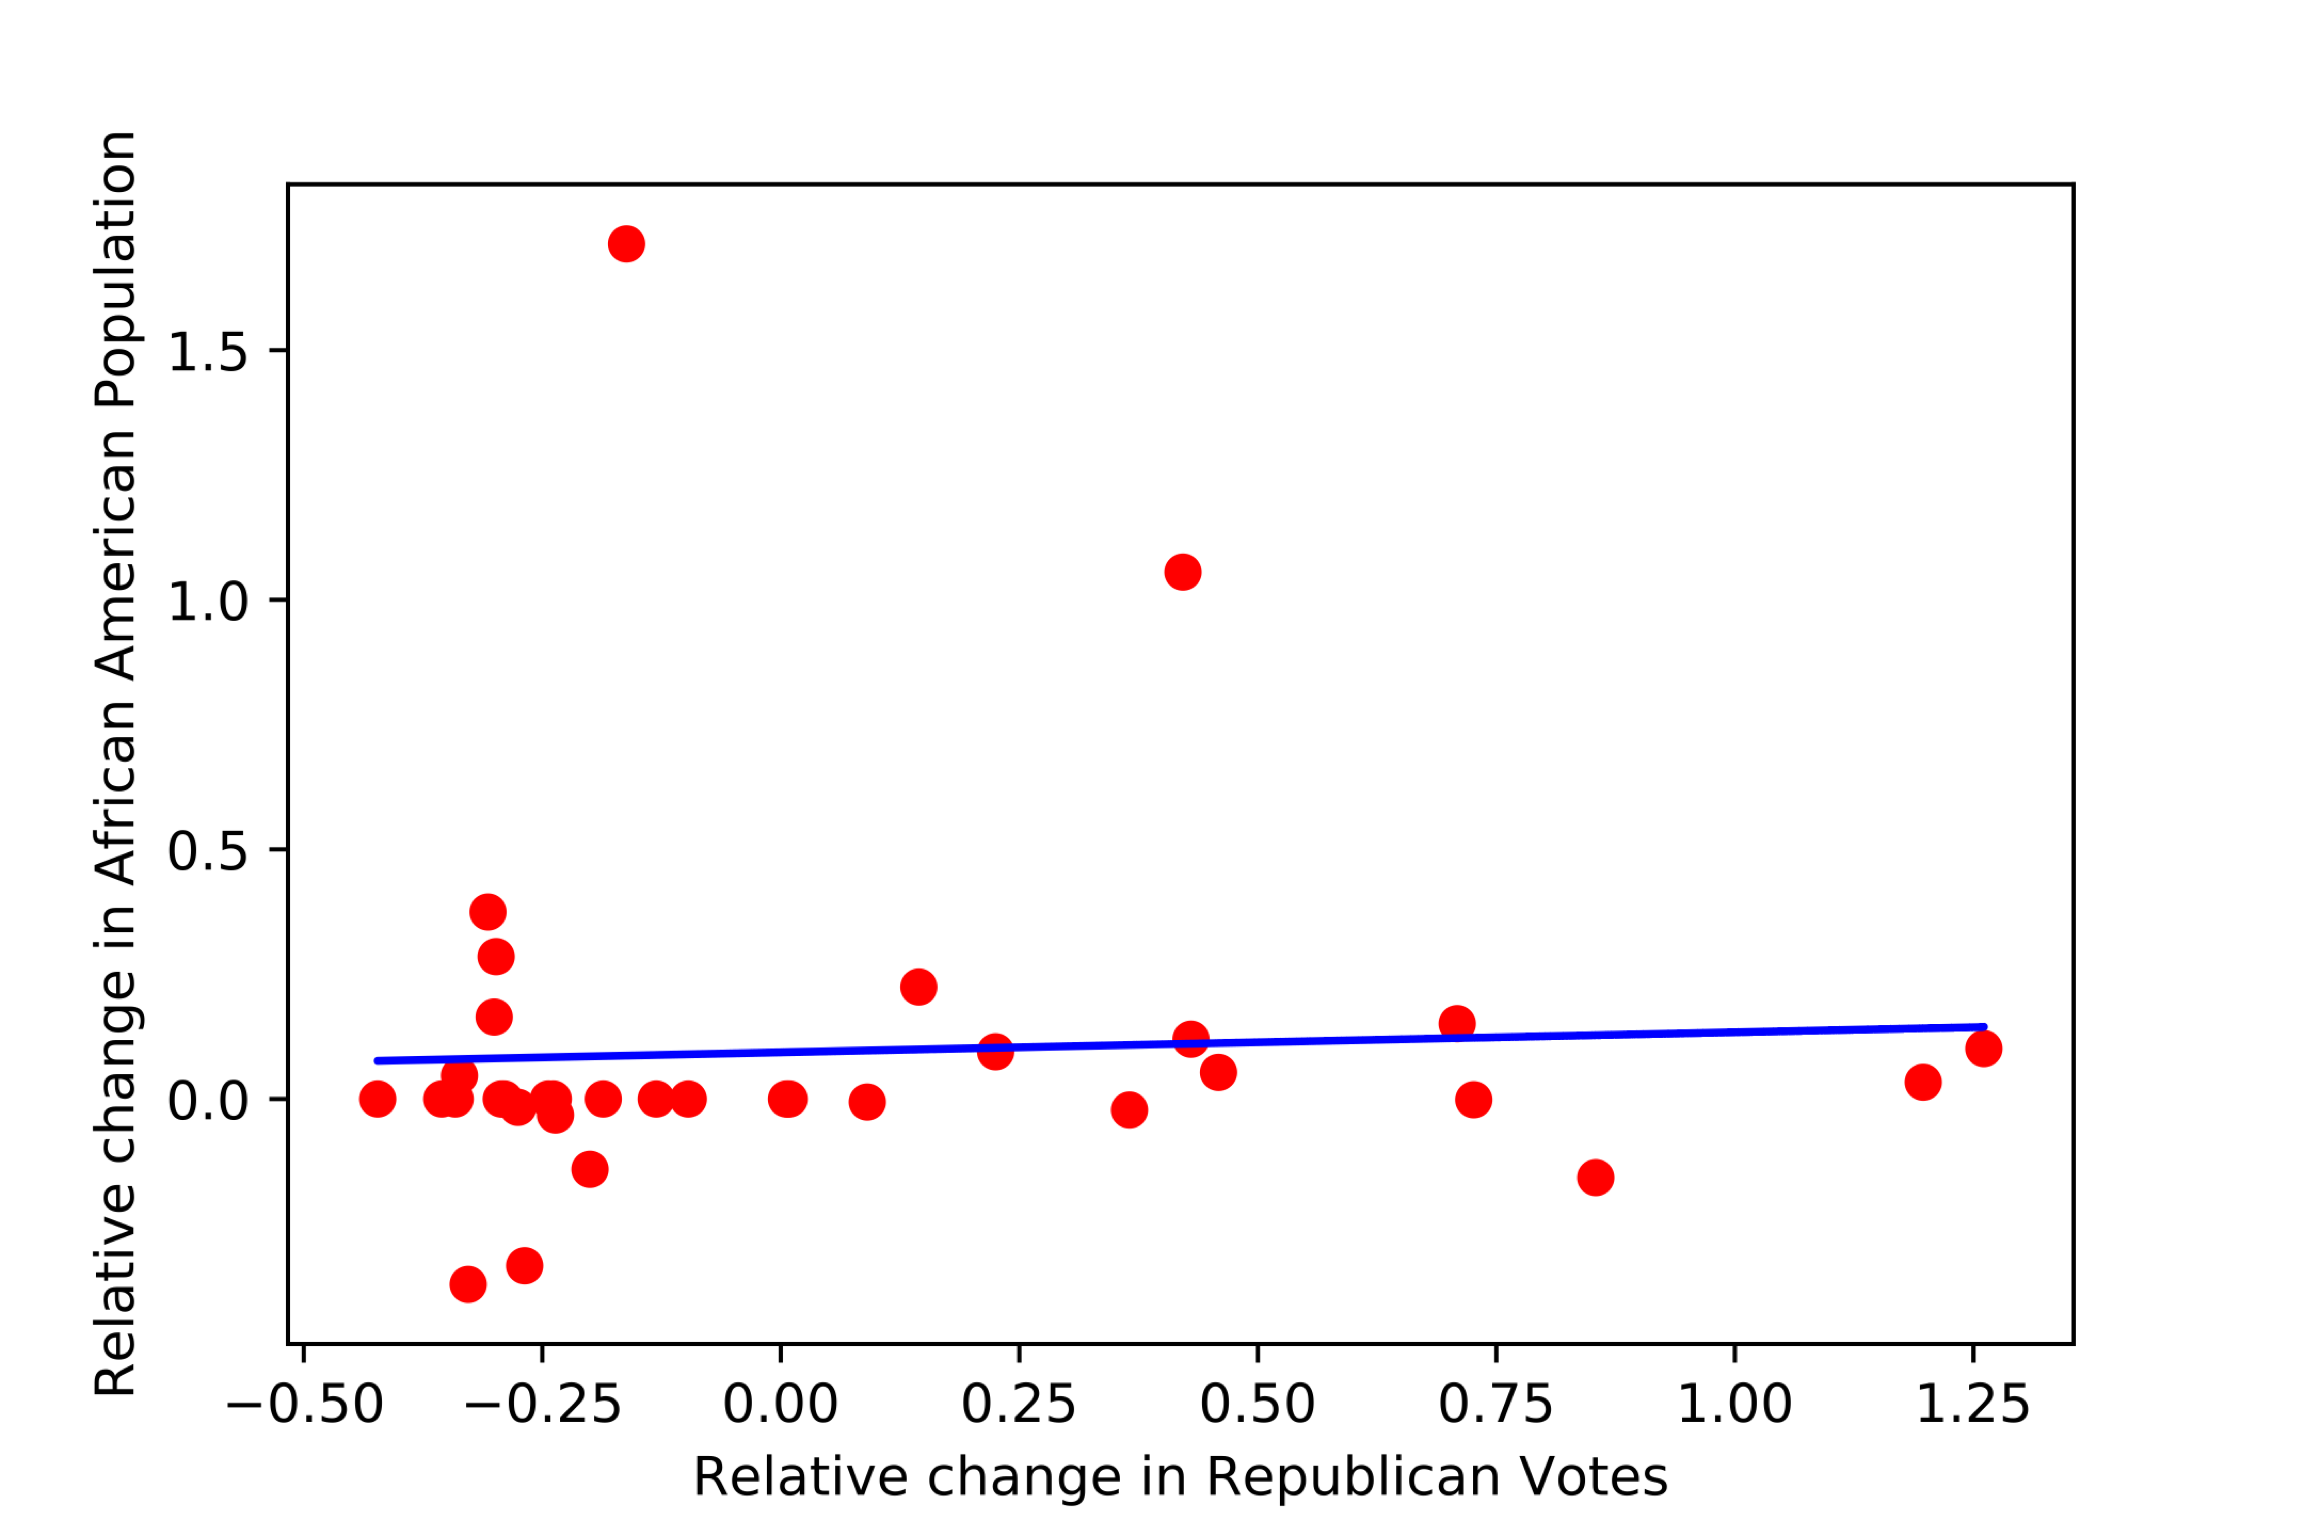 Relative change in African American Population
1.5
1.0
0.5
0.0
−0.50 −0.25 0.00 0.25 0.50 0.75 1.00 1.25
Relative change in Republican Votes